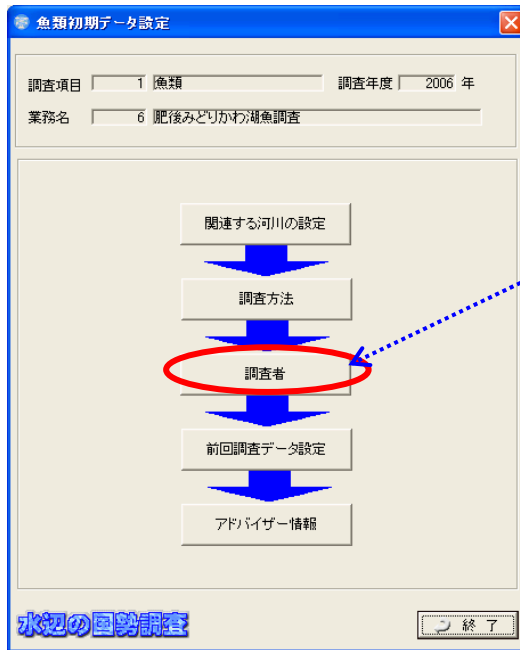 魚類初期データ設定
調査項目 1 魚類 調査年度 2006 年
業務名 6 肥後みどりかわ湖魚調査
関連する河川の設定
調査方法
調査者
前回調査データ設定
アドバイザー情報
水辺の国勢調査
終 了